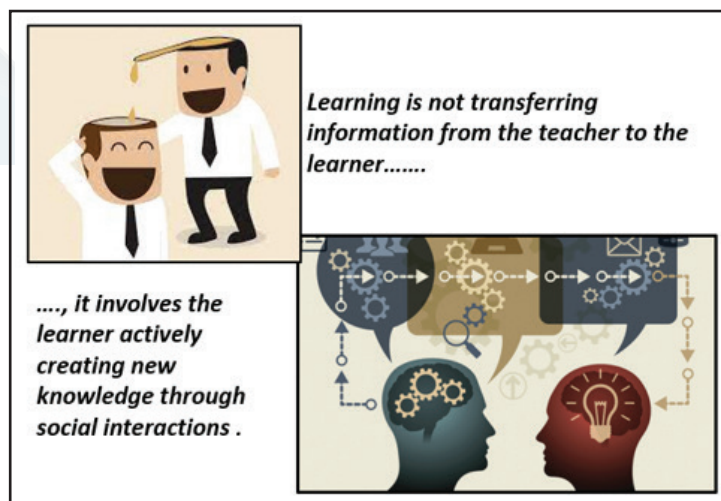 Learning is not transferring
information from the teacher to the
learner…….
…., it involves the
learner actively
creating new
knowledge through
social interactions .